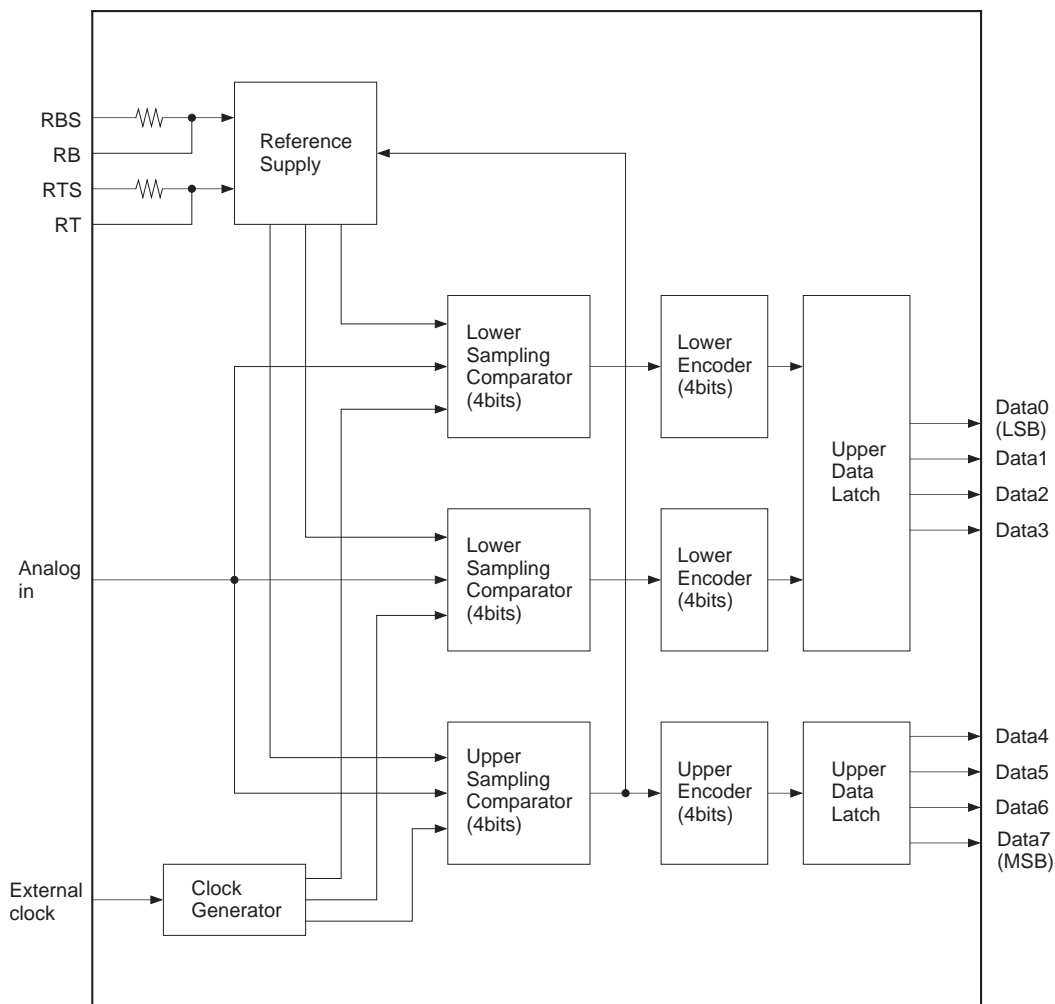 RBS
RB
RTS
RT
Reference
Supply
Lower
Sampling
Comparator
(4bits)
Lower
Encoder
(4bits)
Upper
Data
Latch
Data0
(LSB)
Data1
Data2
Data3
Analog
in
Lower
Sampling
Comparator
(4bits)
Lower
Encoder
(4bits)
Upper
Sampling
Comparator
(4bits)
Upper
Encoder
(4bits)
Upper
Data
Latch
Data4
Data5
Data6
Data7
(MSB)
External
clock
Clock
Generator